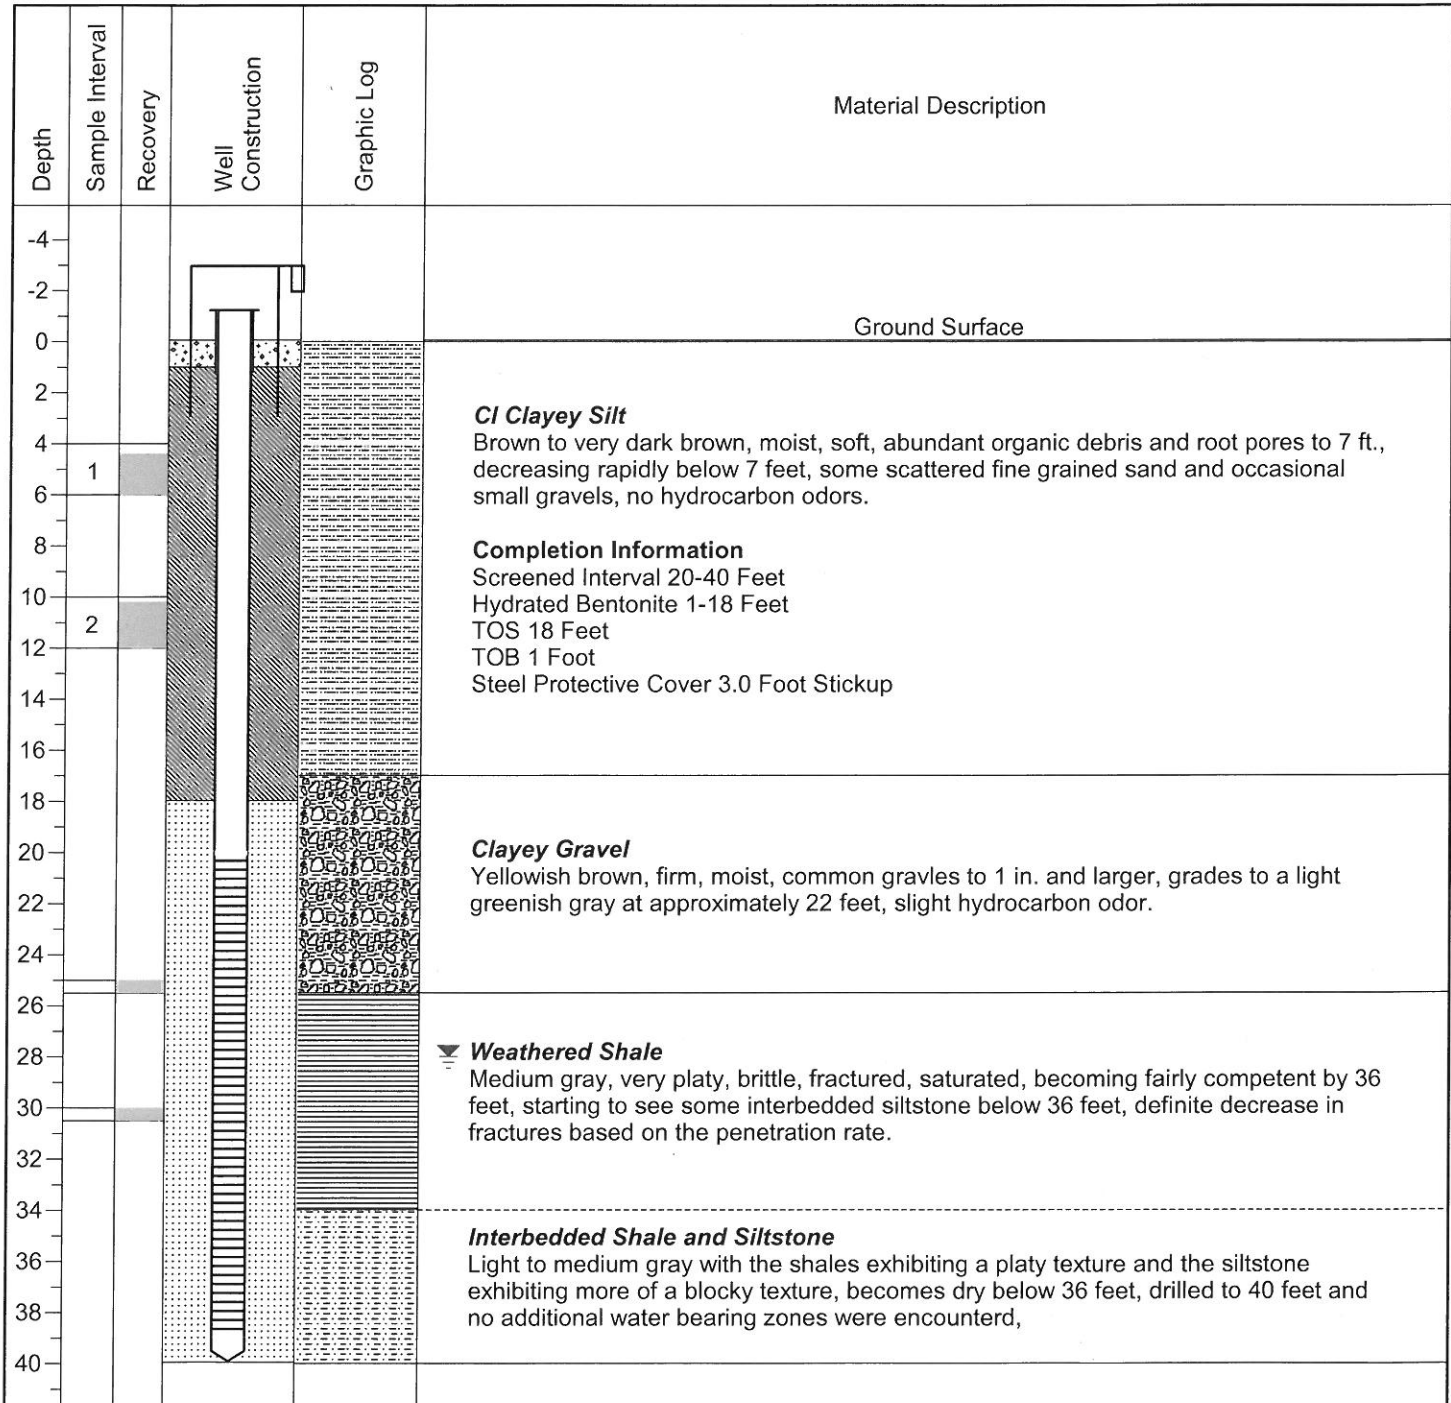 Depth
Sample Interval
Recovery
Well
Construction
Graphic Log
Material Description
-4
-2
0
2
4
6
8
10
12
14
16
18
20
22
24
26
28
30
32
34
36
38
40
1
2
Ground Surface
Cl Clayey Silt
Brown to very dark brown, moist, soft, abundant organic debris and root pores to 7 ft.,
decreasing rapidly below 7 feet, some scattered fine grained sand and occasional
small gravels, no hydrocarbon odors.
Completion Information
Screened Interval 20-40 Feet
Hydrated Bentonite 1-18 Feet
TOS 18 Feet
TOB 1 Foot
Steel Protective Cover 3.0 Foot Stickup
Clayey Gravel
Yellowish brown, firm, moist, common gravles to 1 in. and larger, grades to a light
greenish gray at approximately 22 feet, slight hydrocarbon odor.
Weathered Shale
Medium gray, very platy, brittle, fractured, saturated, becoming fairly competent by 36
feet, starting to see some interbedded siltstone below 36 feet, definite decrease in
fractures based on the penetration rate.
Interbedded Shale and Siltstone
Light to medium gray with the shales exhibiting a platy texture and the siltstone
exhibiting more of a blocky texture, becomes dry below 36 feet, drilled to 40 feet and
no additional water bearing zones were encounterd,